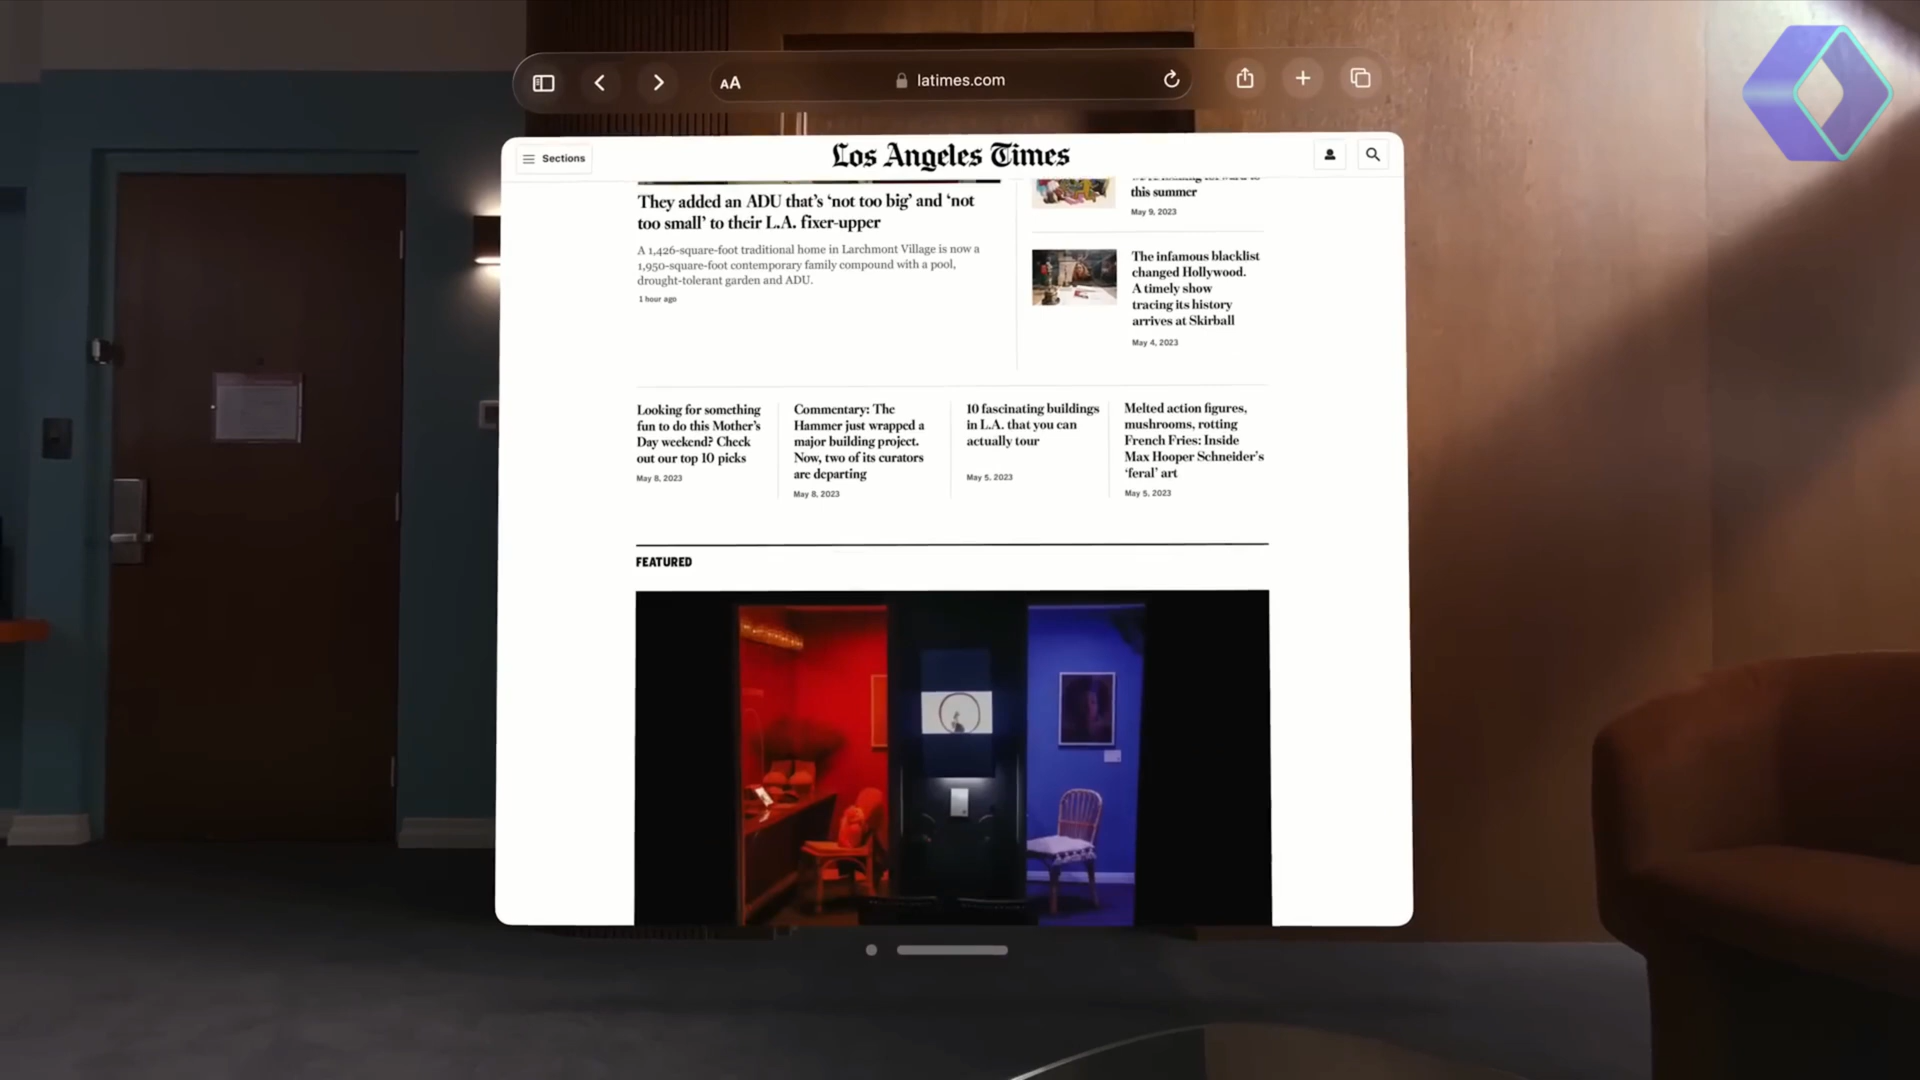 AA
latimes.com
Sections
Los Angeles Times
They added an ADU that's 'not too big' and 'not
too small' to their L.A. fixer-upper
A 1,426-square-foot traditional home in Larchmont Village is now a
1,950-square-foot contemporary family compound with a pool,
drought-tolerant garden and ADU.
1 hour ago
this summer
May 9, 2023
The infamous blacklist
changed Hollywood.
A timely show
tracing its history
arrives at Skirball
May 4, 2023
Looking for something
fun to do this Mother's
Day weekend? Check
out our top 10 picks
May 8, 2023
Commentary: The
Hammer just wrapped a
major building project.
Now, two of its curators
are departing
May 8, 2023
10 fascinating buildings
in L.A. that you can
actually tour
May 5, 2023
Melted action figures,
mushrooms, rotting
French Fries: Inside
Max Hooper Schneider's
'feral' art
May 5, 2023
FEATURED